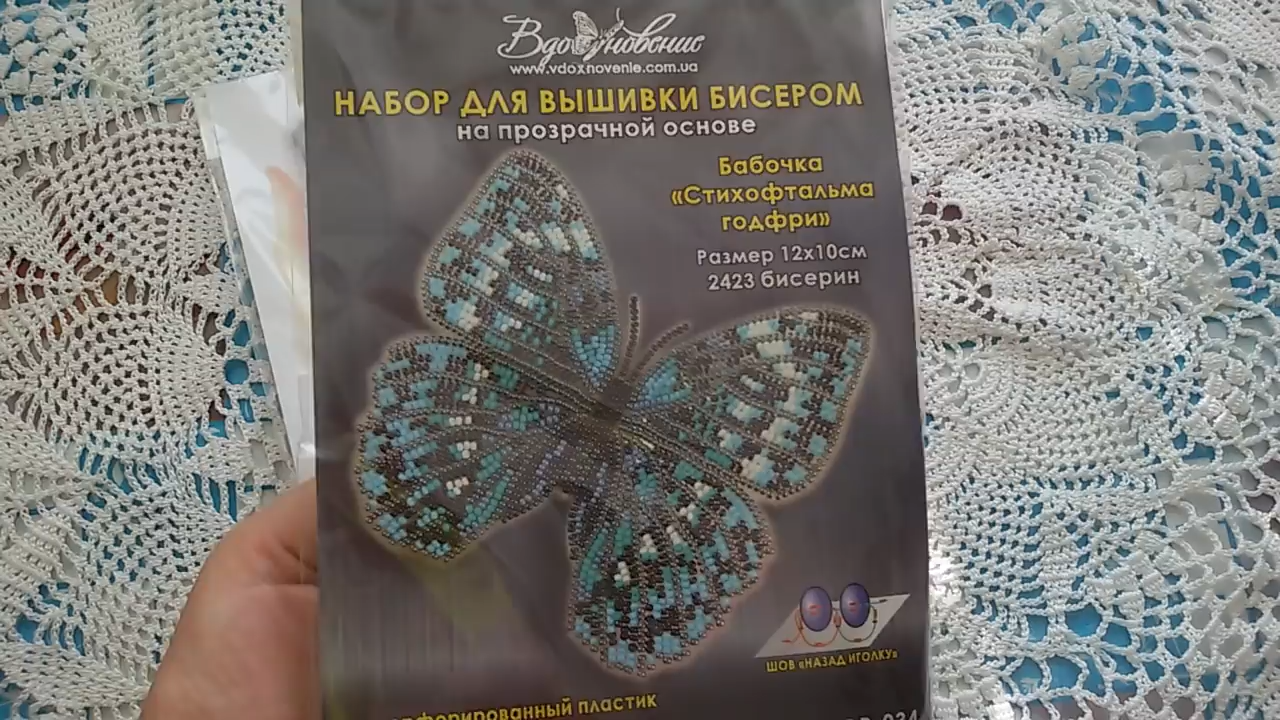 Вдохновение
www.vdoxnovenie.com.ua
НАБОР ДЛЯ ВЫШИВКИ БИСЕРОМ
на прозрачной основе
Бабочка
«Стихофтальма
годфри»
Размер 12х10см
2423 бисерин
ШОВ «НАЗАД ИГОЛКУ»
пластик